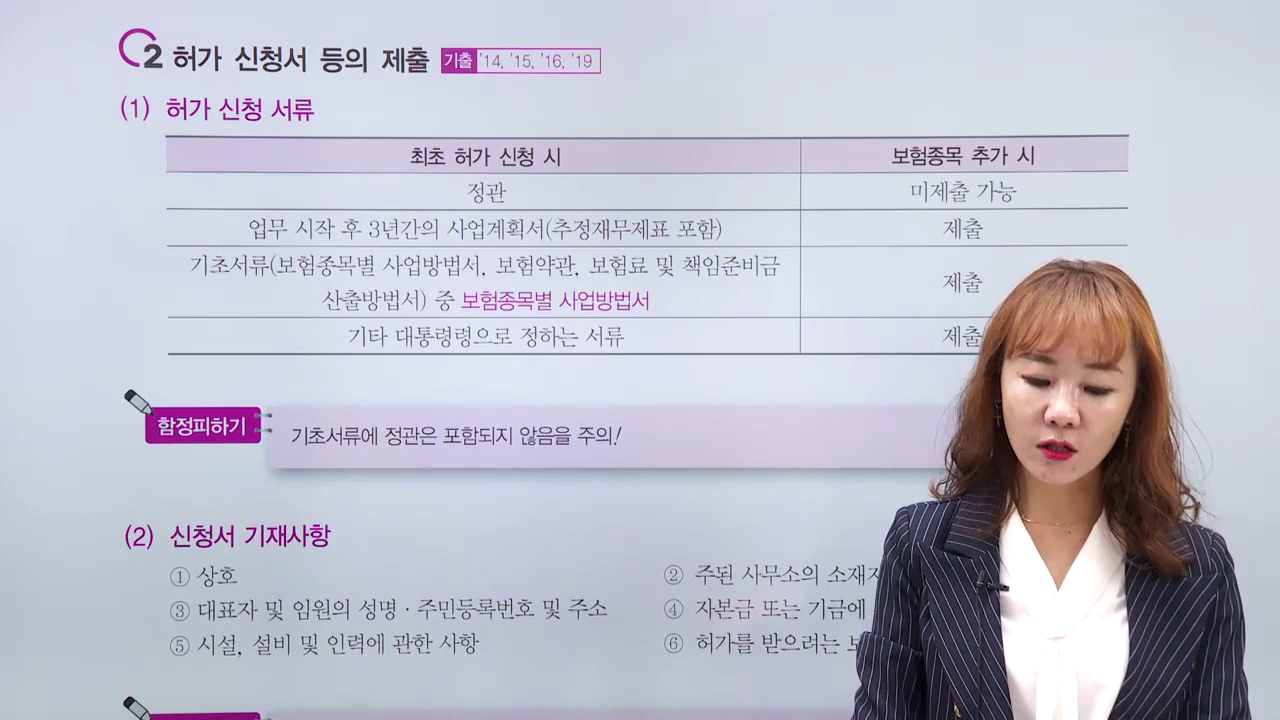 2 허가 신청서 등의 제출 기출 '14, '15, '16, '19
(1) 허가 신청 서류
최초 허가 신청 시 보험종목 추가 시
정관 미제출 가능
업무 시작 후 3년간의 사업계획서(추정재무제표 포함) 제출
기초서류(보험종목별 사업방법서, 보험약관, 보험료 및 책임준비금
산출방법서) 중 보험종목별 사업방법서 제출
기타 대통령령으로 정하는 서류 제출
함정피하기 기초서류에 정관은 포함되지 않음을 주의!
(2) 신청서 기재사항
① 상호 ② 주된 사무소의
③ 대표자 및 임원의 성명·주민등록번호 및 주소 ④ 자본금 또는 기금에
⑤ 시설, 설비 및 인력에 관한 사항 ⑥ 허가를 받으려는